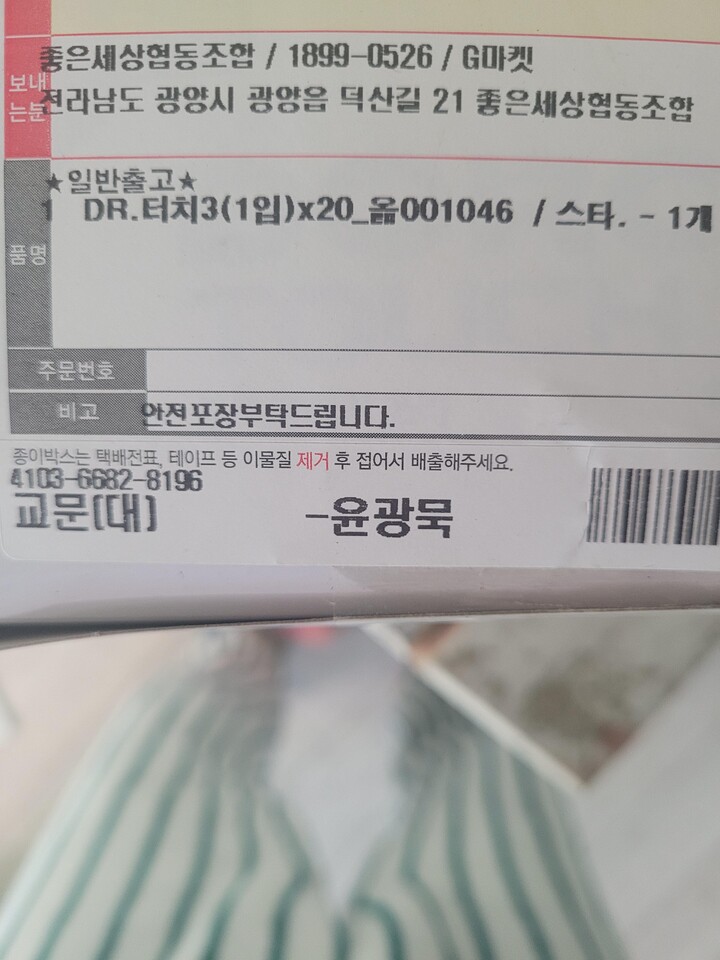 좋은세상협동조합 / 1899-0526 / G마켓
보내
는분
전라남도 광양시 광양읍 덕산길 21 좋은세상협동조합
★일반출고★
1 DR.터치3(1입)x20_옮001046 / 스타. - 1개
품명
주문번호
비고 안전포장부탁드립니다.
종이박스는 택배전표, 테이프 등 이물질 제거 후 접어서 배출해주세요.
4103-6682-8196
교문(대) -윤광묵